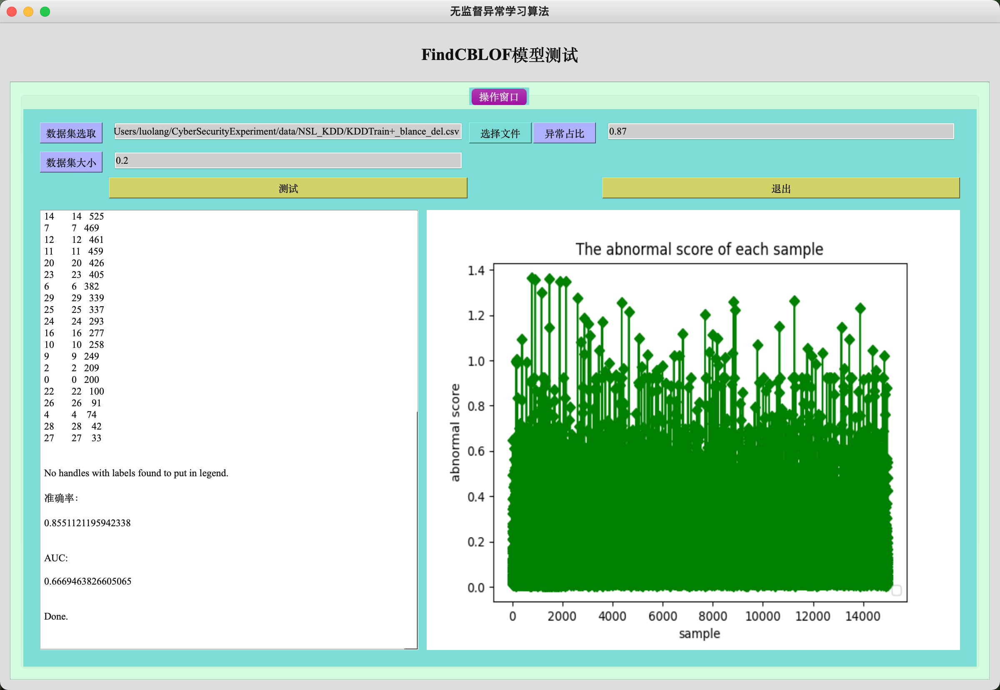 无监督异常学习算法
FindCBLOF模型测试
操作窗口
数据集选取 Users/luolang/CyberSecurityExperiment/data/NSL_KDD/KDDTrain+_blance_del.csv 选择文件 异常占比 0.87
数据集大小 0.2
测试 退出
14 14 525
7 7 469
12 12 461
11 11 459
20 20 426
23 23 405
6 6 382
29 29 339
25 25 337
24 24 293
16 16 277
10 10 258
9 9 249
2 2 209
0 0 200
22 22 100
26 26 91
4 4 74
28 28 42
27 27 33
No handles with labels found to put in legend.
准确率：
0.8551121195942338
AUC:
0.6669463826605065
Done.
The abnormal score of each sample
abnormal score
1.4
1.2
1.0
0.8
0.6
0.4
0.2
0.0
0 2000 4000 6000 8000 10000 12000 14000
sample